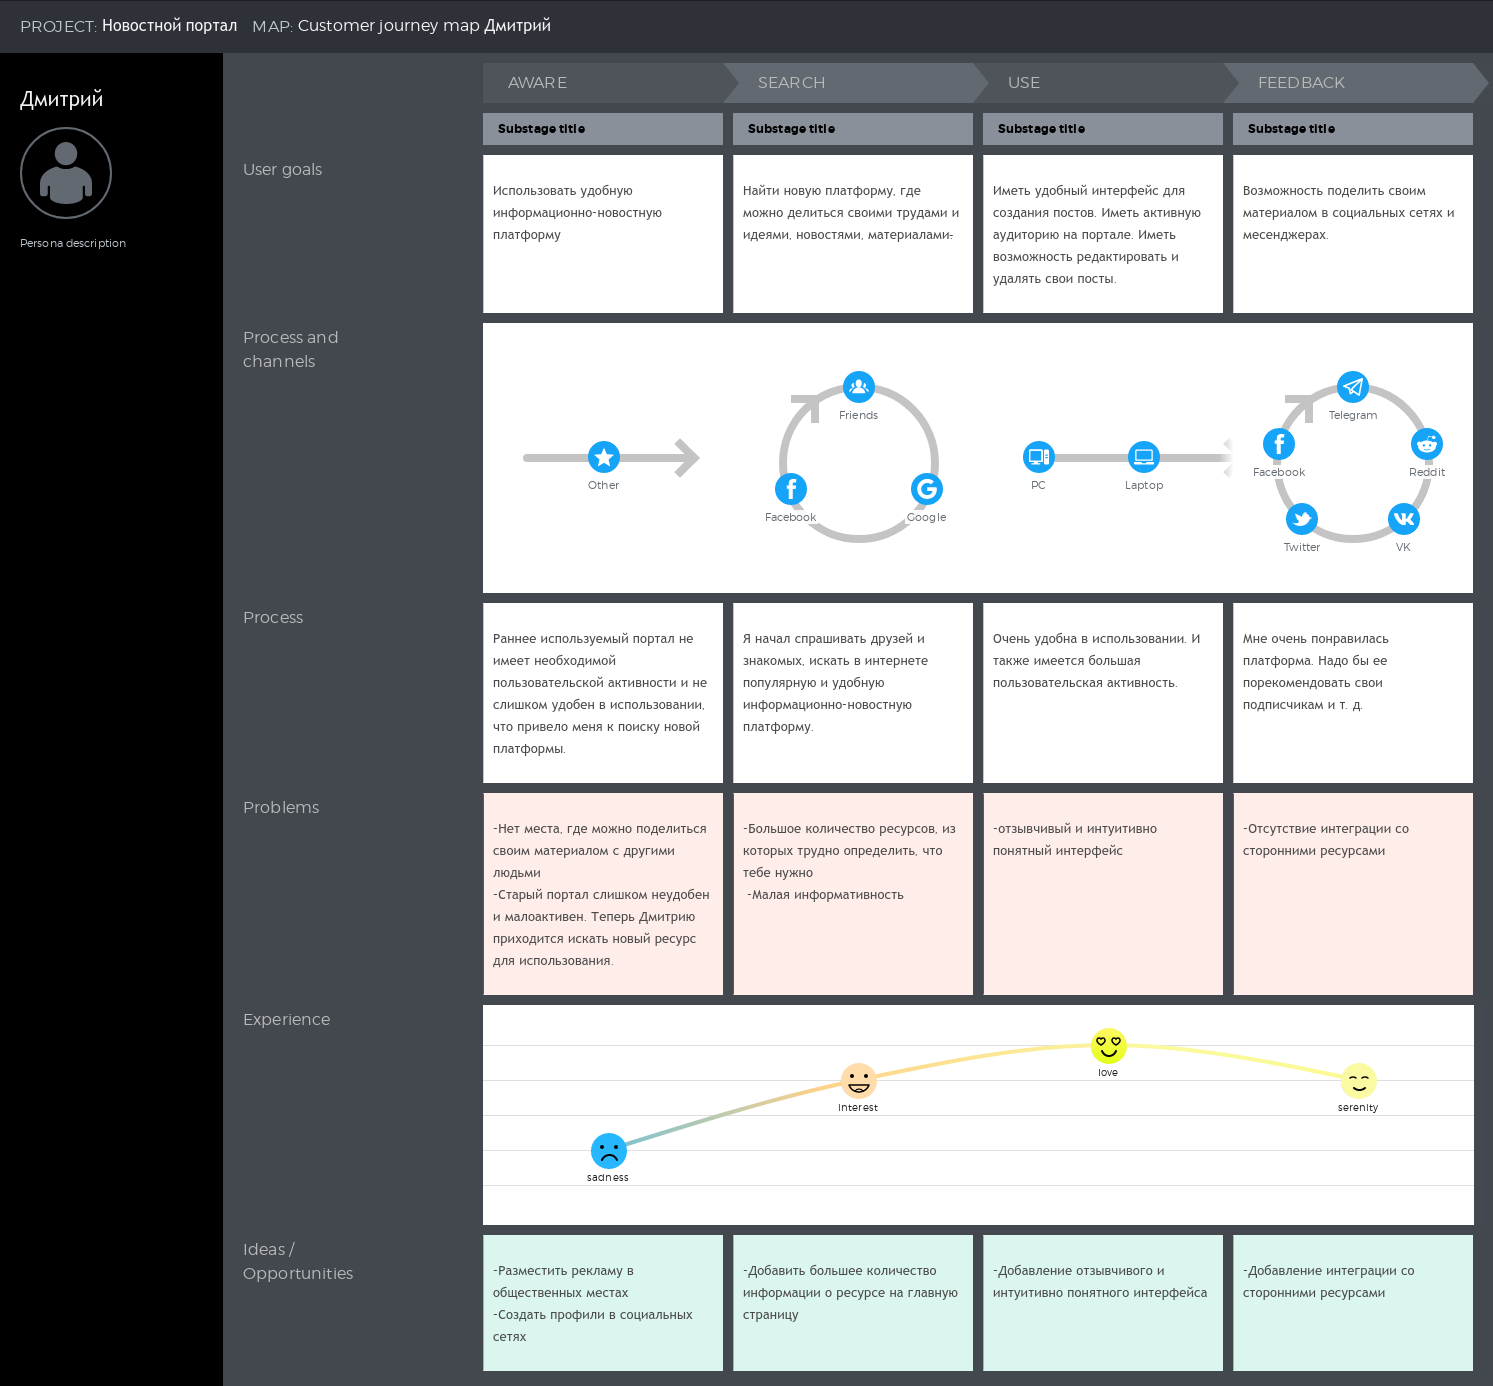 PROJECT: Новостной портал MAP: Customer journey map Дмитрий
Дмитрий
Persona description
AWARE
SEARCH
USE
FEEDBACK
Substage title
Substage title
Substage title
Substage title
User goals
Использовать удобную
информационно-новостную
платформу
Найти новую платформу, где
можно делиться своими трудами и
идеями, новостями, материалами.
Иметь удобный интерфейс для
создания постов. Иметь активную
аудиторию на портале. Иметь
возможность редактировать и
удалять свои посты.
Возможность поделить своим
материалом в социальных сетях и
месенджерах.
Process and
channels
Other
Friends
Facebook
Google
PC
Laptop
Telegram
Facebook
Reddit
Twitter
VK
Process
Раннее используемый портал не
имеет необходимой
пользовательской активности и не
слишком удобен в использовании,
что привело меня к поиску новой
платформы.
Я начал спрашивать друзей и
знакомых, искать в интернете
популярную и удобную
информационно-новостную
платформу.
Очень удобна в использовании. И
также имеется большая
пользовательская активность.
Мне очень понравилась
платформа. Надо бы ее
порекомендовать свои
подписчикам и т. д.
Problems
-Нет места, где можно поделиться
своим материалом с другими
людьми
-Старый портал слишком неудобен
и малоактивен. Теперь Дмитрию
приходится искать новый ресурс
для использования.
-Большое количество ресурсов, из
которых трудно определить, что
тебе нужно
-Малая информативность
-отзывчивый и интуитивно
понятный интерфейс
-Отсутствие интеграции со
сторонними ресурсами
Experience
sadness
interest
love
serenity
Ideas /
Opportunities
-Разместить рекламу в
общественных местах
-Создать профили в социальных
сетях
-Добавить большее количество
информации о ресурсе на главную
страницу
-Добавление отзывчивого и
интуитивно понятного интерфейса
-Добавление интеграции со
сторонними ресурсами